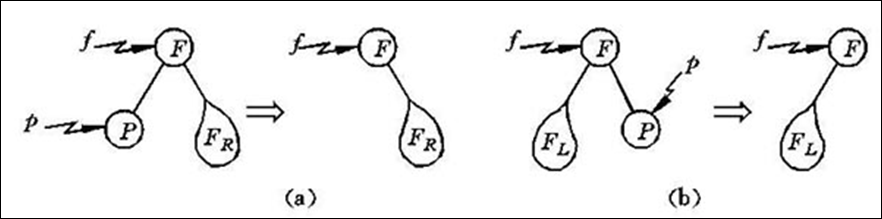 f F f F f F p f F
p P F_R F_R F_L P F_L
(a) (b)